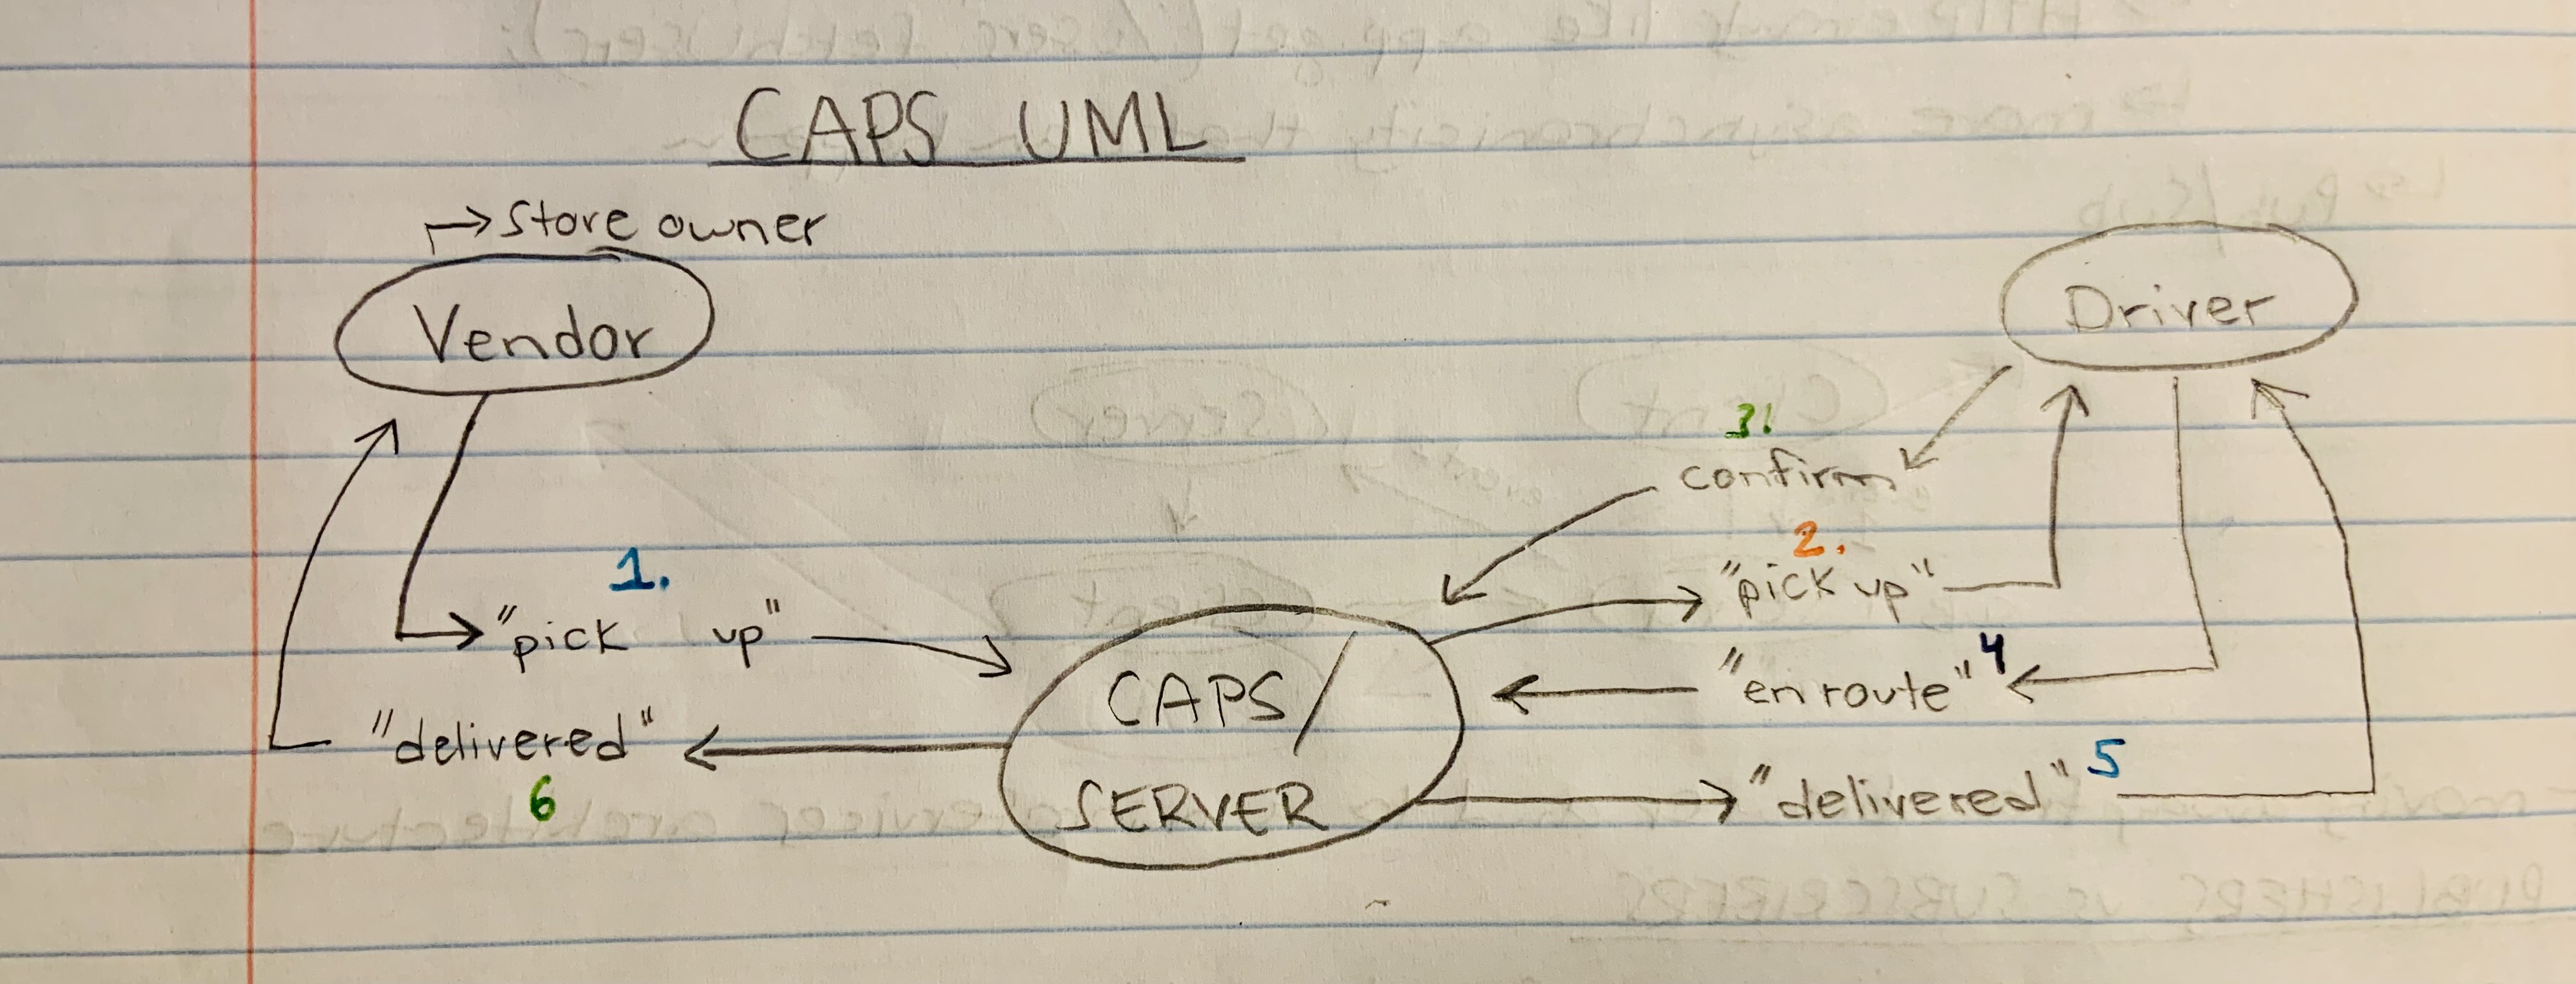 CAPS UML
→ Store owner
Vendor
Driver
3!
confirm
2.
"pick up"
1.
"pick up"
"en route" 4
CAPS/
SERVER
"delivered"
6
"delivered" 5